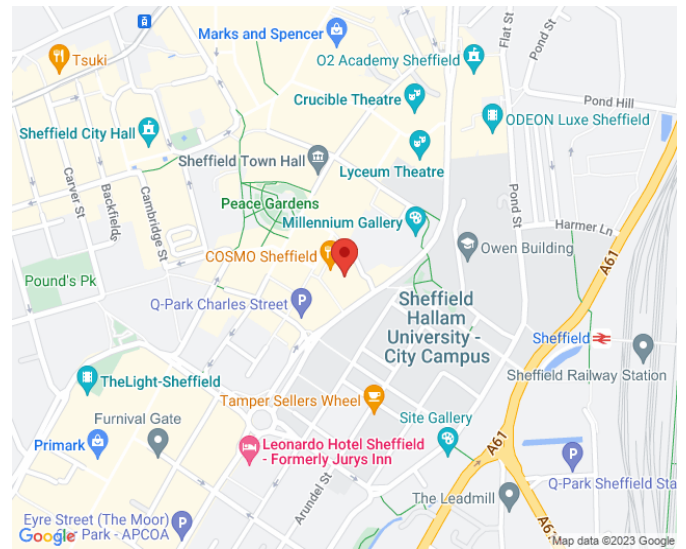 Marks and Spencer
Flat St
Pond St
Tsuki
O2 Academy Sheffield
Crucible Theatre
Pond Hill
ODEON Luxe Sheffield
Sheffield City Hall
Sheffield Town Hall
Lyceum Theatre
Carver St
Backfields
Cambridge St
Peace Gardens
Pond St
Millennium Gallery
Harmer Ln
Owen Building
COSMO Sheffield
A61
Pound's Pk
Q-Park Charles Street
Sheffield
Hallam
University -
City Campus
Sheffield
Sheffield Railway Station
TheLight-Sheffield
Tamper Sellers Wheel
Furnival Gate
Site Gallery
Primark
Leonardo Hotel Sheffield
- Formerly Jurys Inn
A61
P
Q-Park Sheffield Sta
Arundel St
The Leadmill
Eyre Street (The Moor)
r Park - APCOA
P
A6
Google
Map data ©2023 Google